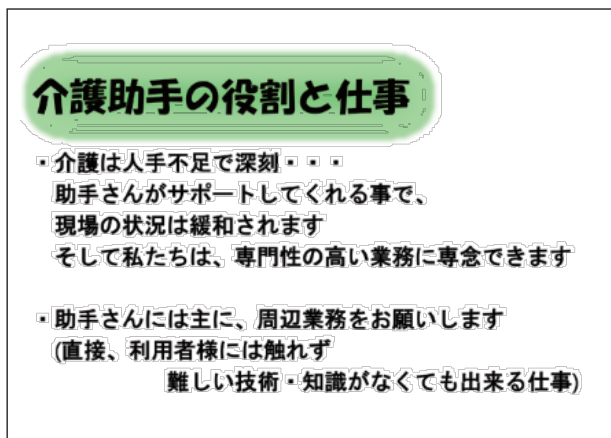 介護助手の役割と仕事
・介護は人手不足で深刻・・・
助手さんがサポートしてくれる事で、
現場の状況は緩和されます
そして私たちは、専門性の高い業務に専念できます
・助手さんには主に、周辺業務をお願いします
(直接、利用者様には触れず
難しい技術・知識がなくても出来る仕事)